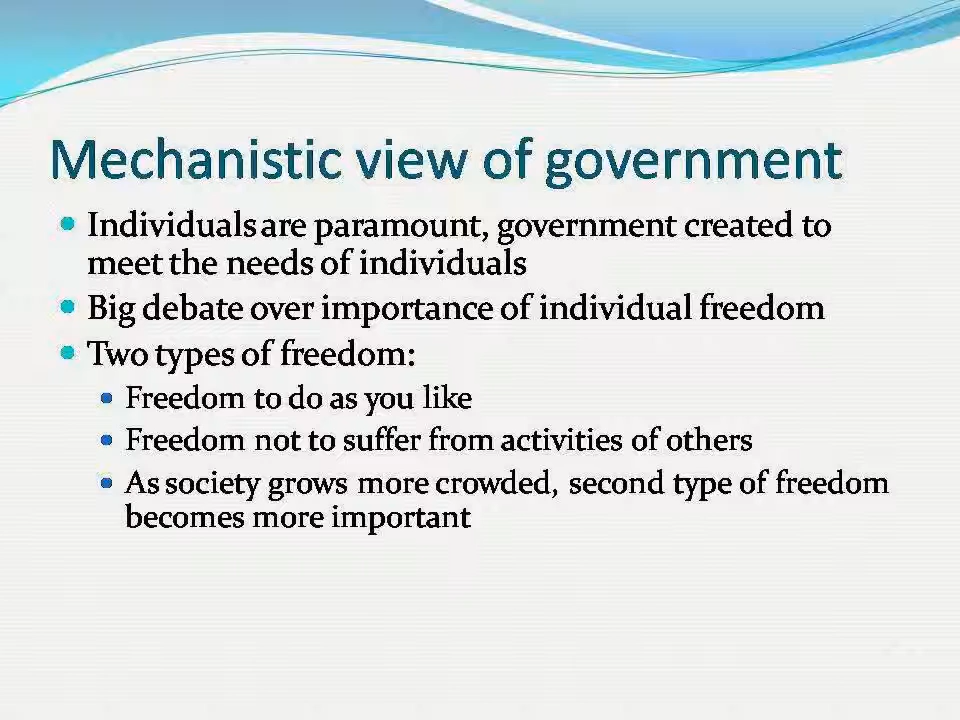 Mechanistic view of government
• Individuals are paramount, government created to
meet the needs of individuals
• Big debate over importance of individual freedom
• Two types of freedom:
• Freedom to do as you like
• Freedom not to suffer from activities of others
• As society grows more crowded, second type of freedom
becomes more important